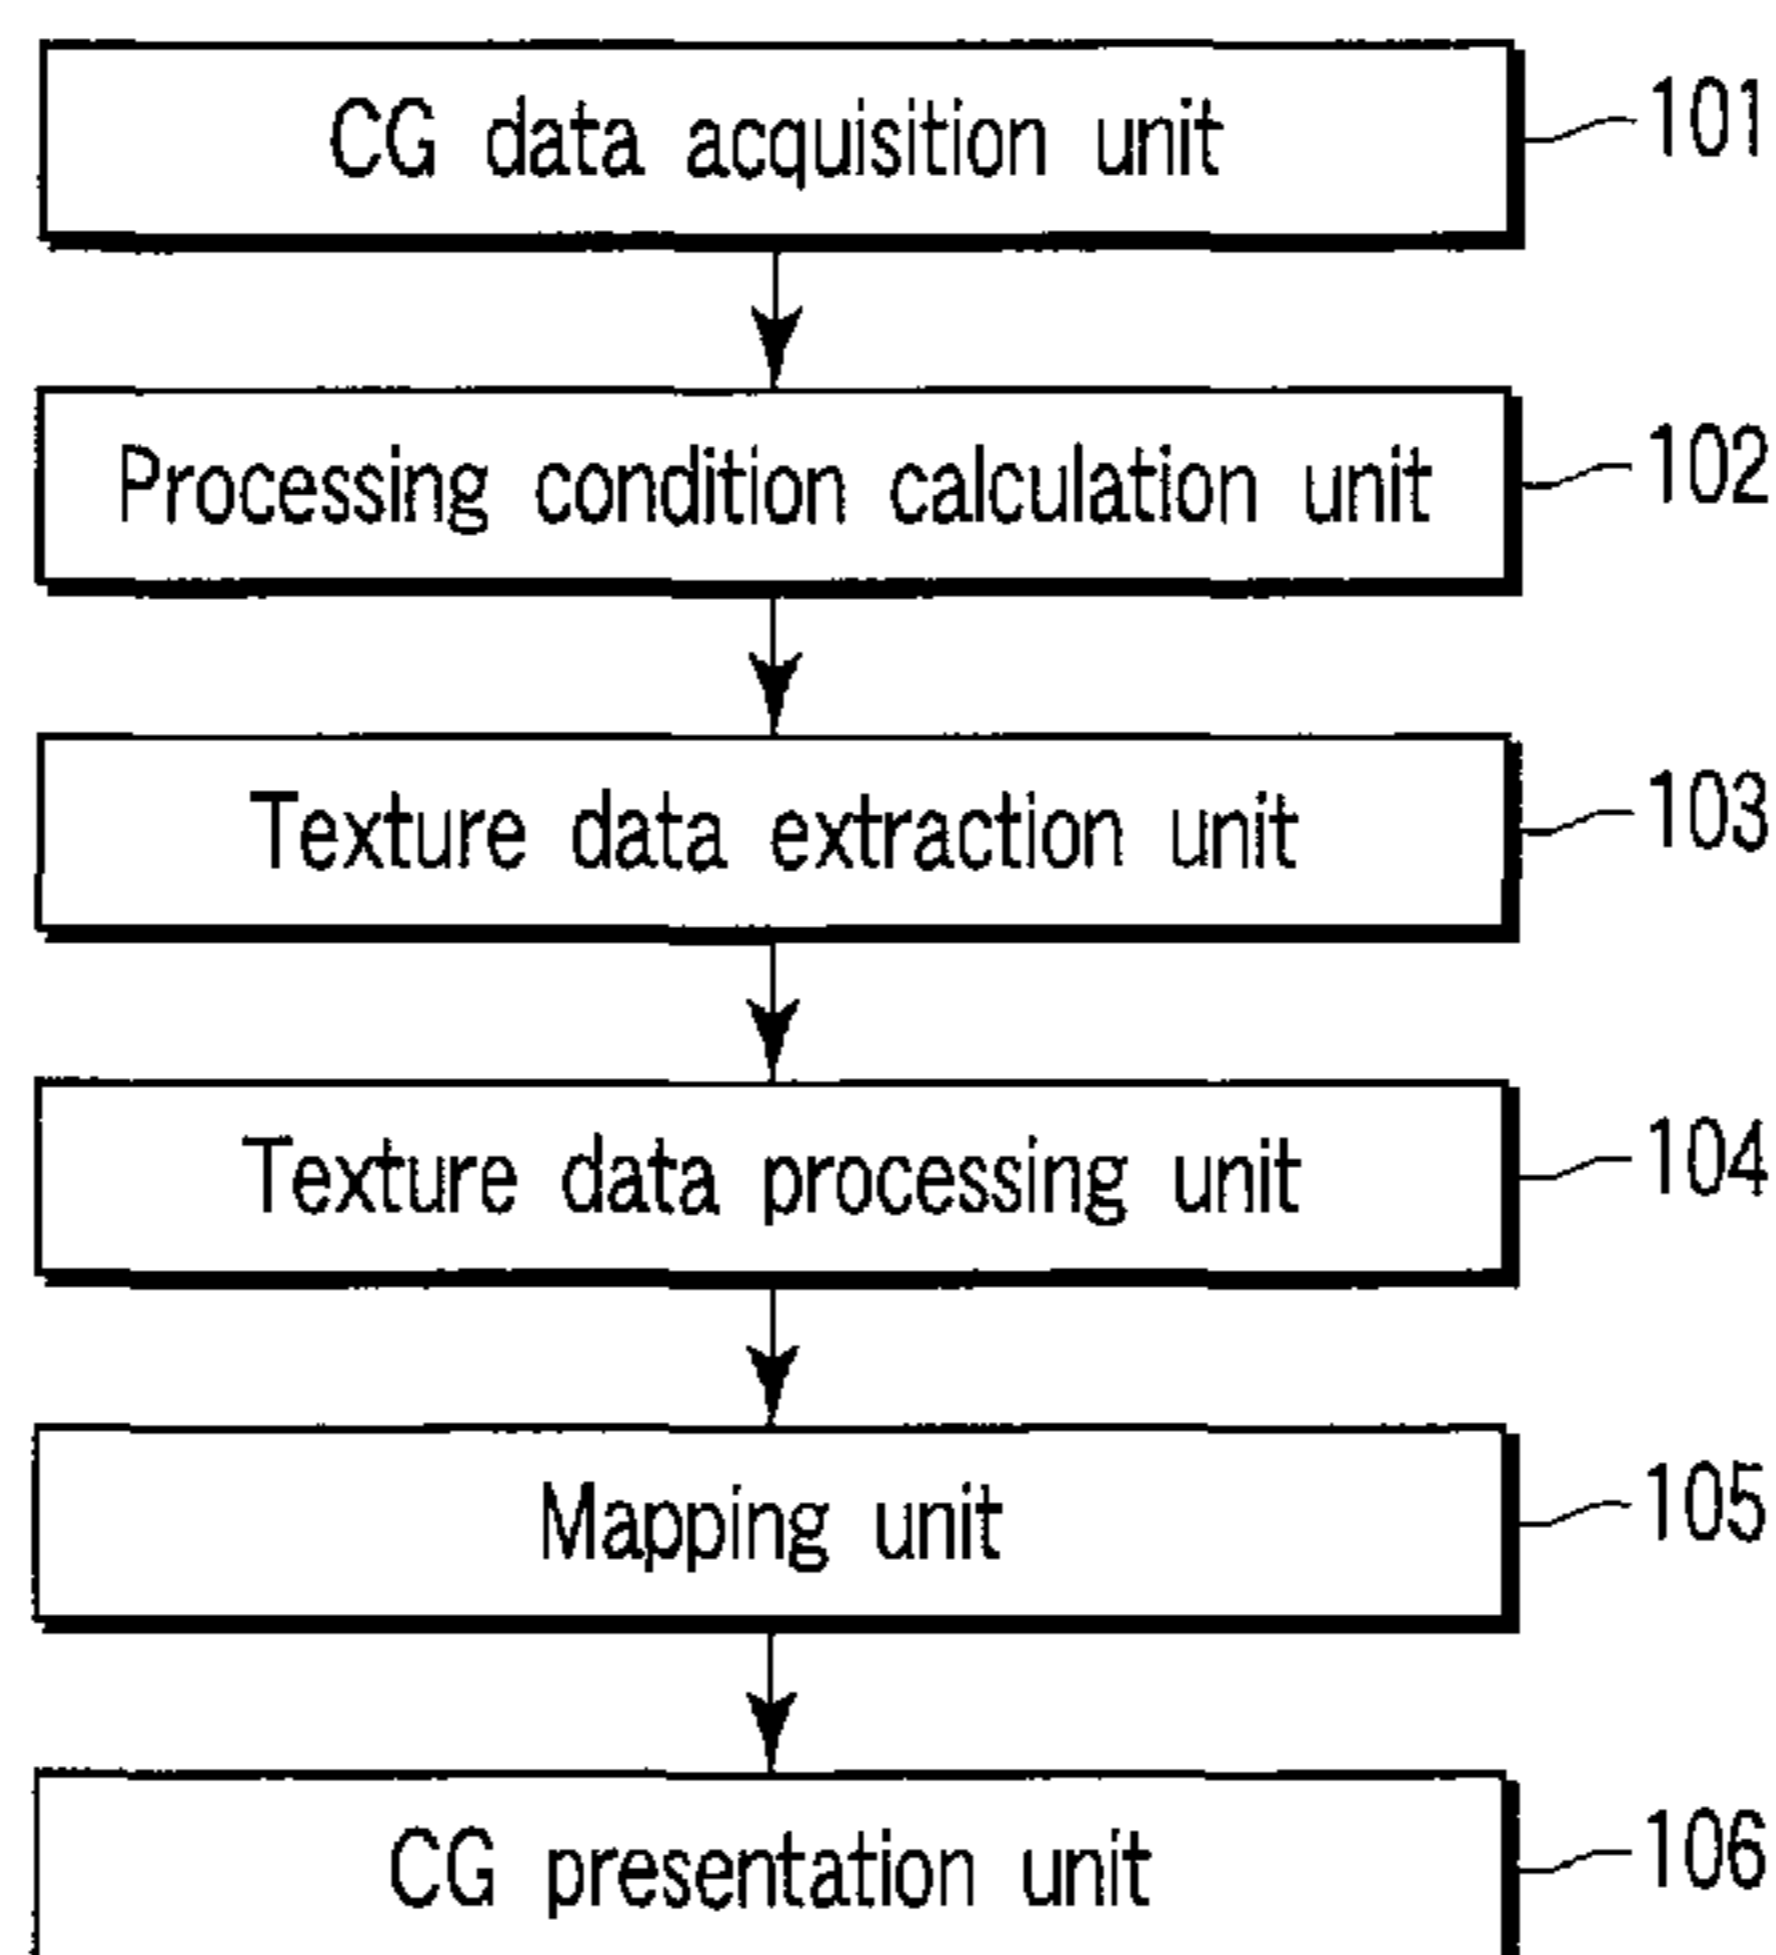 CG data acquisition unit 101
Processing condition calculation unit 102
Texture data extraction unit 103
Texture data processing unit 104
Mapping unit 105
CG presentation unit 106